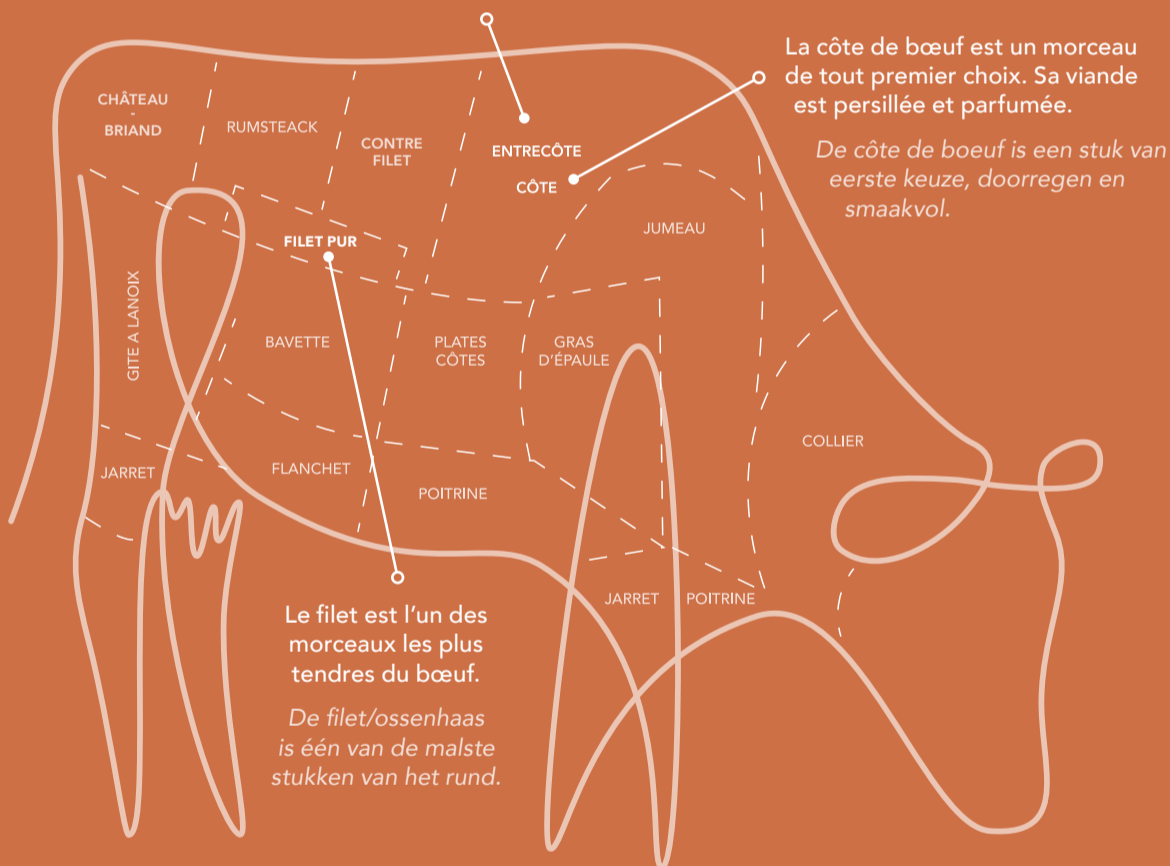 La côte de bœuf est un morceau
de tout premier choix. Sa viande
est persillée et parfumée.
De côte de boeuf is een stuk van
eerste keuze, doorregen en
smaakvol.
CHÂTEAU
-
BRIAND
RUMSTEACK
CONTRE
FILET
ENTRECÔTE
CÔTE
JUMEAU
FILET PUR
GITE A LANOIX
BAVETTE
PLATES
CÔTES
GRAS
D'ÉPAULE
COLLIER
JARRET
FLANCHET
POITRINE
JARRET
POITRINE
Le filet est l'un des
morceaux les plus
tendres du bœuf.
De filet/ossenhaas
is één van de malste
stukken van het rund.